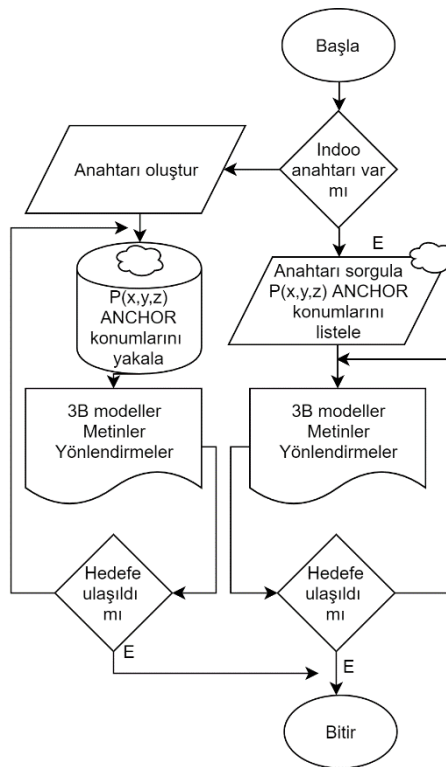 Başla
Indoo
anahtarı var
mı
Anahtarı oluştur
E
Anahtarı sorgula
P(x,y,z) ANCHOR
konumlarını
listele
P(x,y,z)
ANCHOR
konumlarını
yakala
3B modeller
Metinler
Yönlendirmeler
3B modeller
Metinler
Yönlendirmeler
Hedefe
ulaşıldı
mı
Hedefe
ulaşıldı
mı
E
E
Bitir